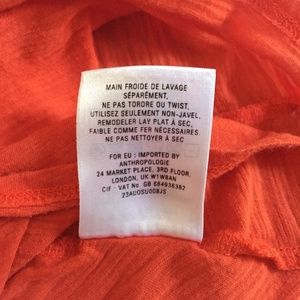 MAIN FROIDE DE LAVAGE
SÉPARÉMENT,
NE PAS TORDRE OU TWIST,
UTILISEZ SEULEMENT NON-JAVEL,
REMODELER LAY PLAT À SEC,
FAIBLE COMME FER NÉCESSAIRES.
NE PAS NETTOYER À SEC
FOR EU : IMPORTED BY
ANTHROPOLOGIE
24 MARKET PLACE, 3RD FLOOR,
LONDON, UK W1W8AN
CIF - VAT No. GB 684936382
23AUOSU008JS